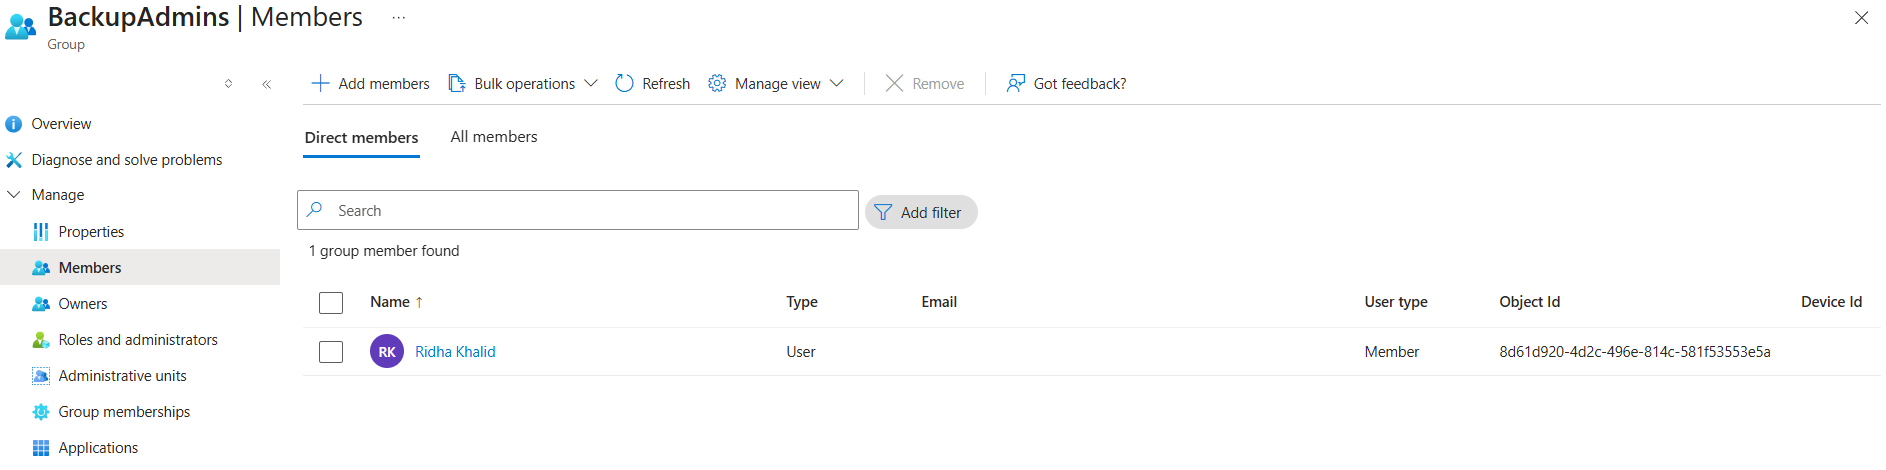 BackupAdmins | Members ...
Group
Add members Bulk operations Refresh Manage view Remove Got feedback?
Overview
Diagnose and solve problems
Manage
Properties
Members
Owners
Roles and administrators
Administrative units
Group memberships
Applications
Direct members All members
Search Add filter
1 group member found
Name ↑ Type Email User type Object Id Device Id
RK Ridha Khalid User Member 8d61d920-4d2c-496e-814c-581f53553e5a